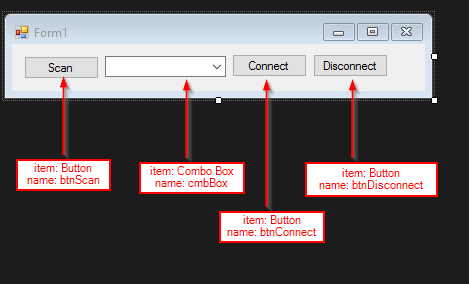 Form1
Scan
Connect
Disconnect
item: Button
name: btnScan
item: Combo Box
name: cmbBox
item: Button
name: btnDisconnect
item: Button
name: btnConnect